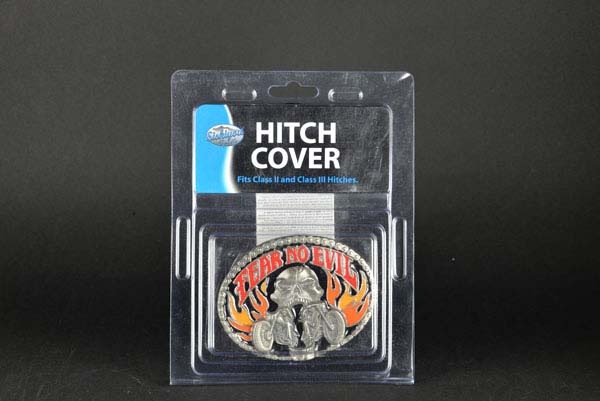 HITCH
COVER
Fits Class II and Class III Hitches.
FEAR NO EVIL